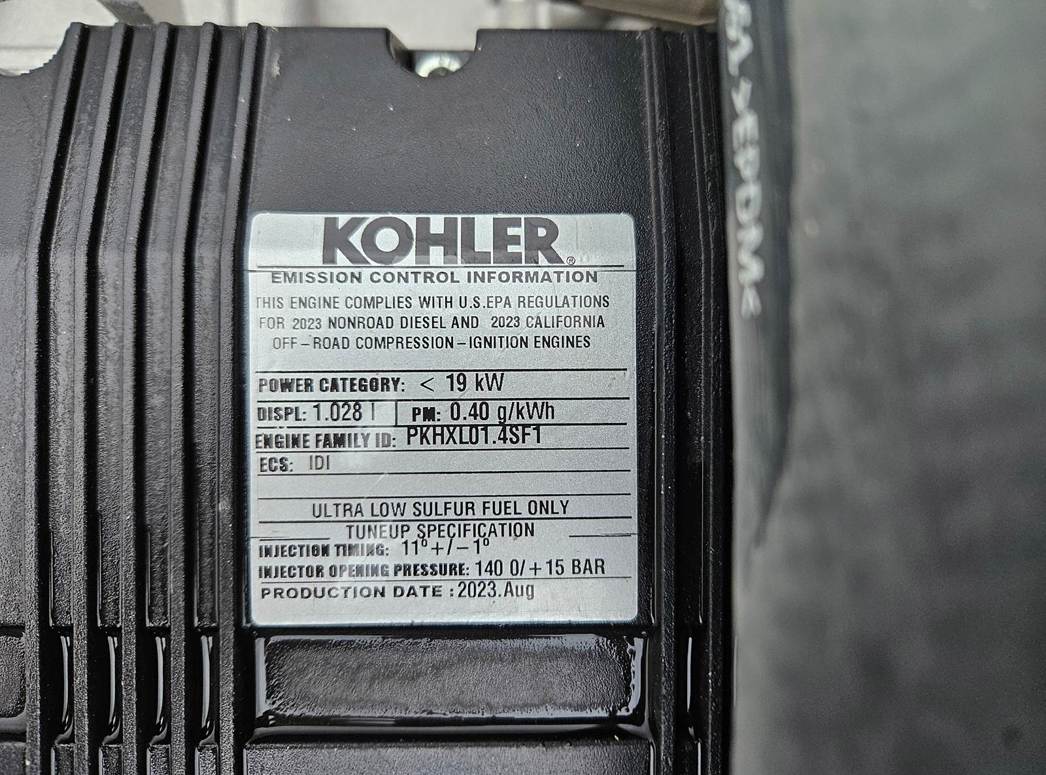 KOHLER®
EMISSION CONTROL INFORMATION
THIS ENGINE COMPLIES WITH U.S.EPA REGULATIONS
FOR 2023 NONROAD DIESEL AND 2023 CALIFORNIA
OFF-ROAD COMPRESSION-IGNITION ENGINES
POWER CATEGORY: < 19 kW
DISPL: 1.028 l PM: 0.40 g/kWh
ENGINE FAMILY ID: PKHXL01.4SF1
ECS: IDI
ULTRA LOW SULFUR FUEL ONLY
TUNEUP SPECIFICATION
INJECTION TIMING: 11°+/-1°
INJECTOR OPENING PRESSURE: 140 0/+15 BAR
PRODUCTION DATE : 2023.Aug
>EPDM<